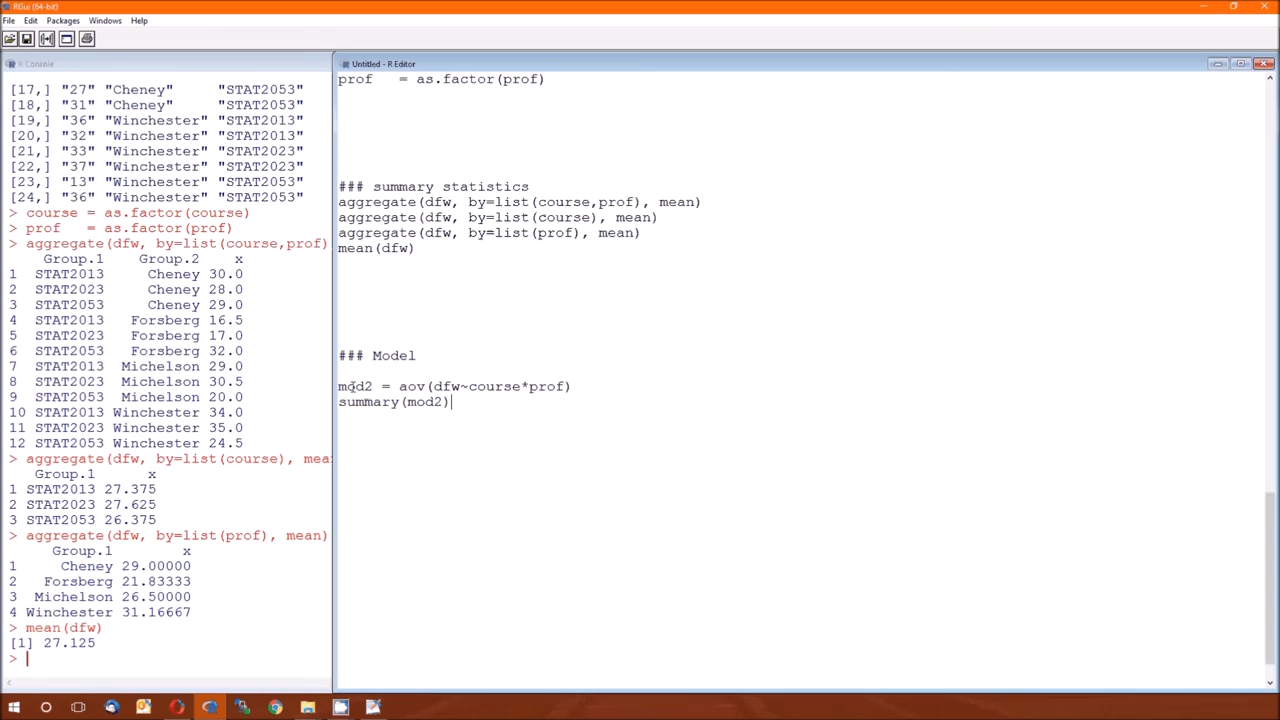 RGui (64-bit)
File Edit Packages Windows Help
R Console
[17,] "27" "Cheney" "STAT2053"
[18,] "31" "Cheney" "STAT2053"
[19,] "36" "Winchester" "STAT2013"
[20,] "32" "Winchester" "STAT2013"
[21,] "33" "Winchester" "STAT2023"
[22,] "37" "Winchester" "STAT2023"
[23,] "13" "Winchester" "STAT2053"
[24,] "36" "Winchester" "STAT2053"
> course = as.factor(course)
> prof = as.factor(prof)
> aggregate(dfw, by=list(course,prof)
Group.1 Group.2 x
1 STAT2013 Cheney 30.0
2 STAT2023 Cheney 28.0
3 STAT2053 Cheney 29.0
4 STAT2013 Forsberg 16.5
5 STAT2023 Forsberg 17.0
6 STAT2053 Forsberg 32.0
7 STAT2013 Michelson 29.0
8 STAT2023 Michelson 30.5
9 STAT2053 Michelson 20.0
10 STAT2013 Winchester 34.0
11 STAT2023 Winchester 35.0
12 STAT2053 Winchester 24.5
> aggregate(dfw, by=list(course), mea
Group.1 x
1 STAT2013 27.375
2 STAT2023 27.625
3 STAT2053 26.375
> aggregate(dfw, by=list(prof), mean)
Group.1 x
1 Cheney 29.00000
2 Forsberg 21.83333
3 Michelson 26.50000
4 Winchester 31.16667
> mean(dfw)
[1] 27.125
>
Untitled - R Editor
prof = as.factor(prof)
### summary statistics
aggregate(dfw, by=list(course,prof), mean)
aggregate(dfw, by=list(course), mean)
aggregate(dfw, by=list(prof), mean)
mean(dfw)
### Model
mod2 = aov(dfw~course*prof)
summary(mod2)